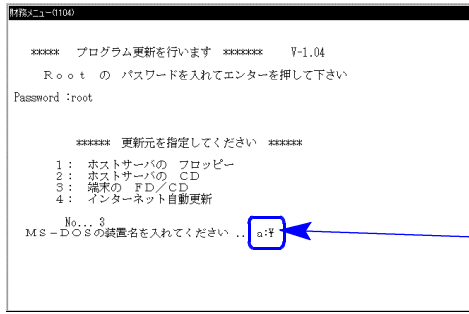 財務メニュー(1104)
***** プログラム更新を行います ******* V-1.04
Ｒｏｏｔ の パスワードを入れてエンターを押して下さい
Password :root
****** 更新元を指定してください ******
１： ホストサーバの フロッピー
２： ホストサーバの ＣＤ
３： 端末の ＦＤ／ＣＤ
４： インターネット自動更新
No... 3
ＭＳ－ＤＯＳの装置名を入れてください .. a:¥